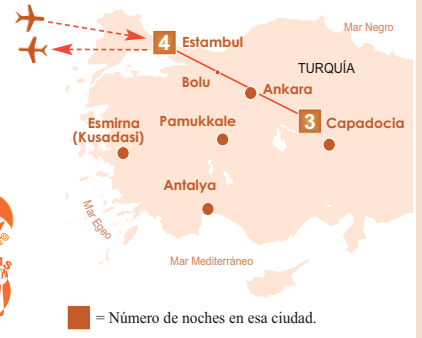 Mar Negro
4 Estambul
TURQUÍA
Bolu
Ankara
3 Capadocia
Esmirna
(Kusadasi)
Pamukkale
Antalya
Mar Egeo
Mar Mediterráneo
= Número de noches en esa ciudad.